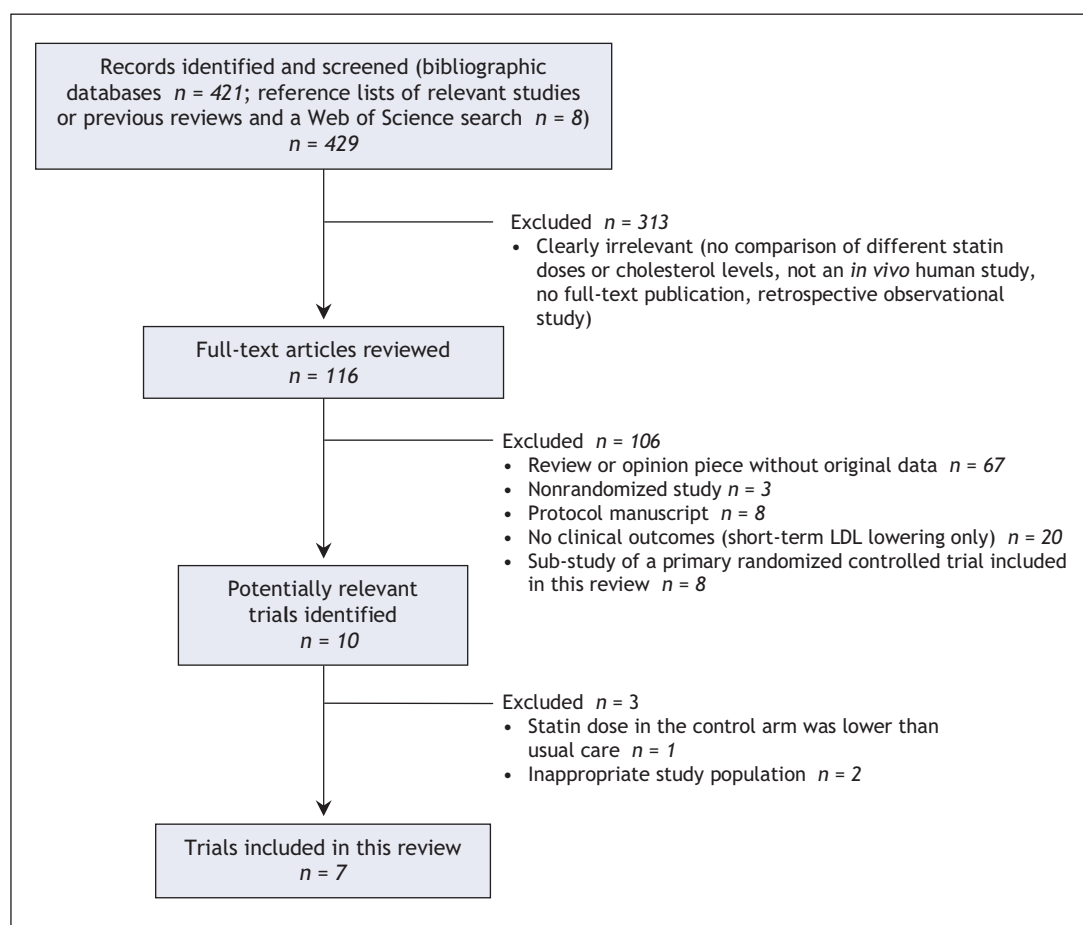 Records identified and screened (bibliographic
databases n = 421; reference lists of relevant studies
or previous reviews and a Web of Science search n = 8)
n = 429
Excluded n = 313
• Clearly irrelevant (no comparison of different statin
doses or cholesterol levels, not an in vivo human study,
no full-text publication, retrospective observational
study)
Full-text articles reviewed
n = 116
Excluded n = 106
• Review or opinion piece without original data n = 67
• Nonrandomized study n = 3
• Protocol manuscript n = 8
• No clinical outcomes (short-term LDL lowering only) n = 20
• Sub-study of a primary randomized controlled trial included
in this review n = 8
Potentially relevant
trials identified
n = 10
Excluded n = 3
• Statin dose in the control arm was lower than
usual care n = 1
• Inappropriate study population n = 2
Trials included in this review
n = 7